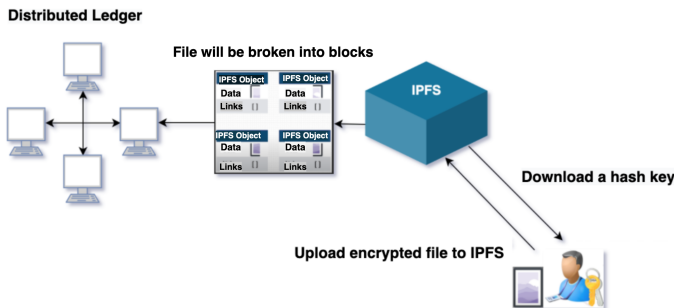 Distributed Ledger
File will be broken into blocks
IPFS Object
Data
Links []
IPFS Object
Data
Links []
IPFS Object
Data
Links []
IPFS Object
Data
Links []
IPFS
Download a hash key
Upload encrypted file to IPFS